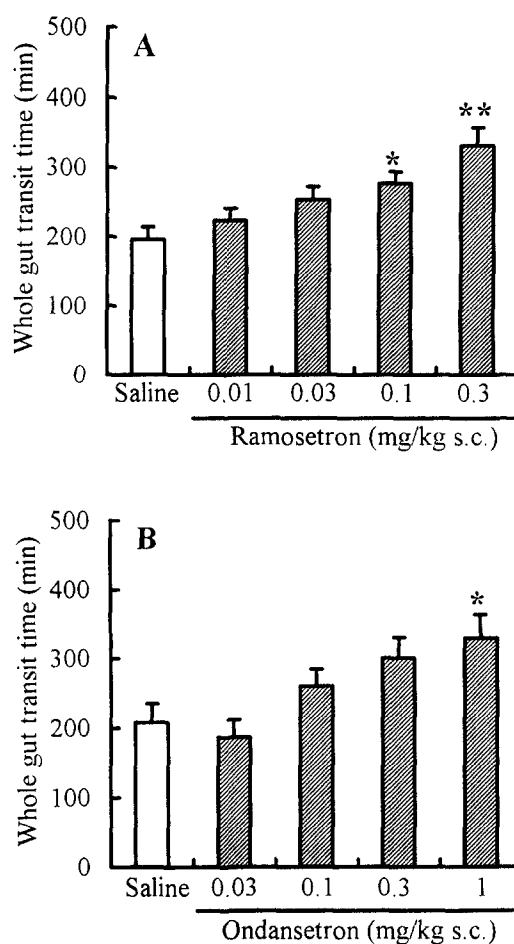 A
Whole gut transit time (min)
500
400
300
200
100
0
*
**
Saline 0.01 0.03 0.1 0.3
Ramosetron (mg/kg s.c.)
B
Whole gut transit time (min)
500
400
300
200
100
0
*
Saline 0.03 0.1 0.3 1
Ondansetron (mg/kg s.c.)